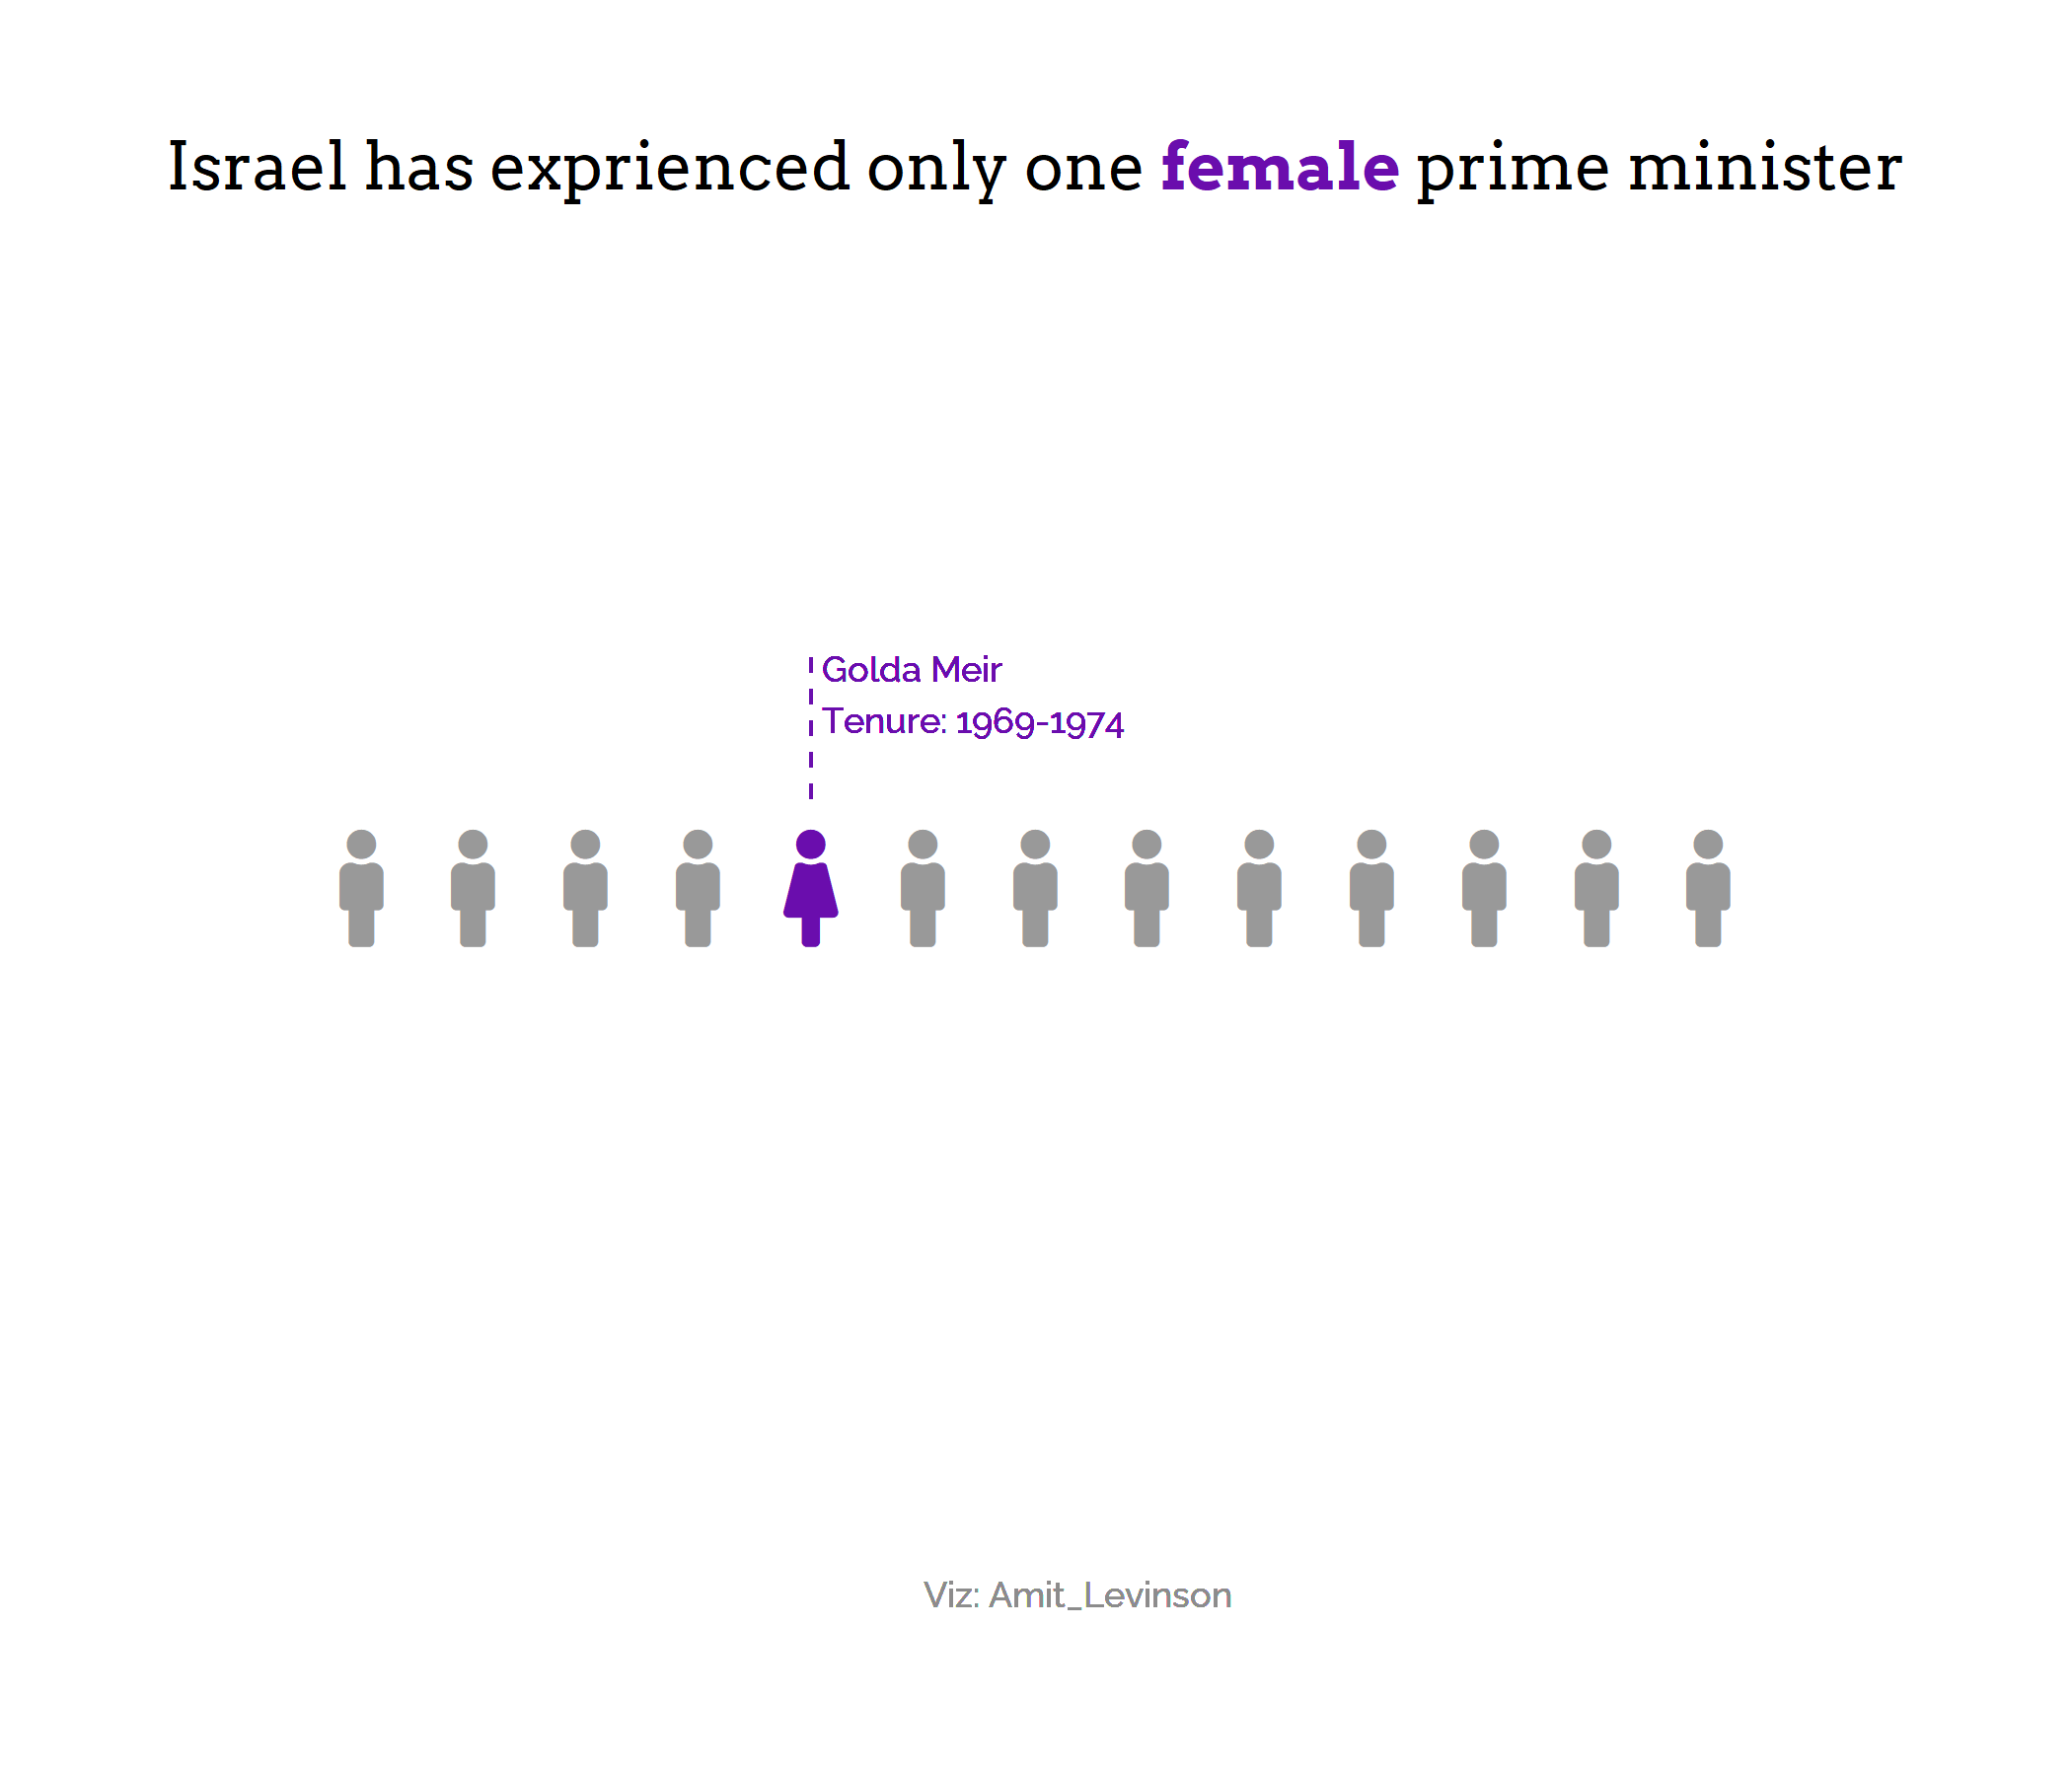 Israel has exprienced only one female prime minister
Golda Meir
Tenure: 1969-1974
Viz: Amit_Levinson